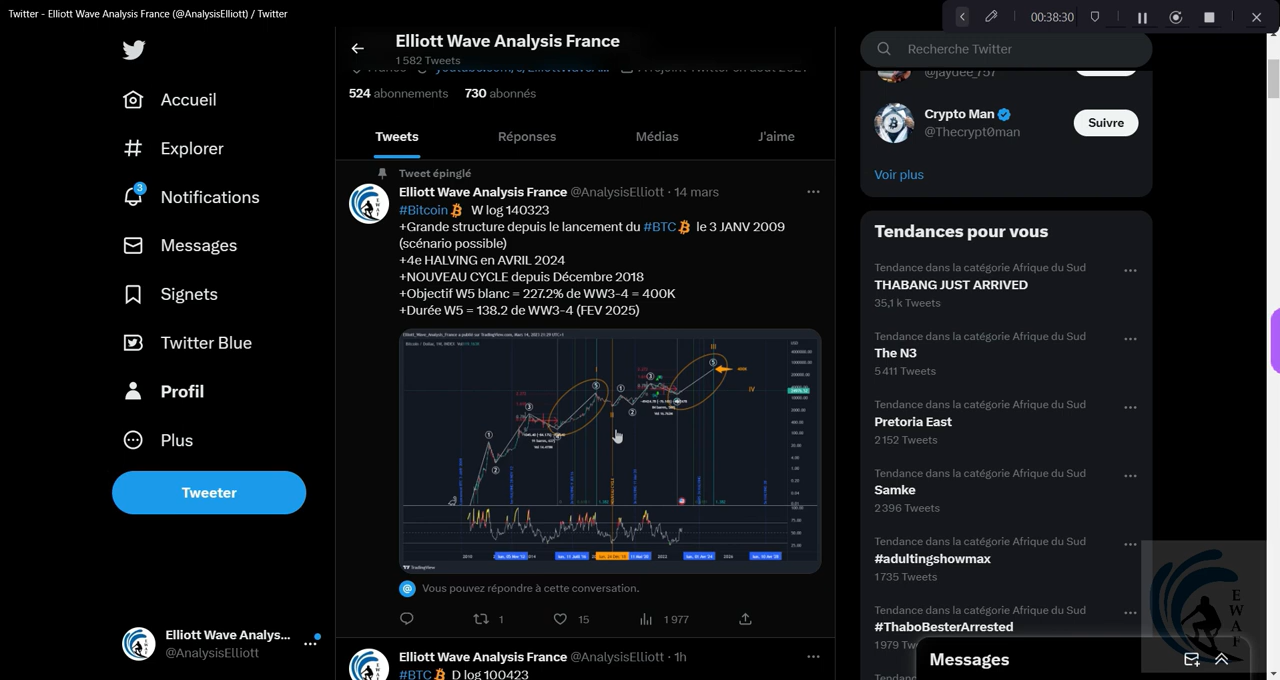 Twitter - Elliott Wave Analysis France (@AnalysisElliott) / Twitter
00:38:30
Accueil
Explorer
3
Notifications
Messages
Signets
Twitter Blue
Profil
Plus
Tweeter
Elliott Wave Analys...
@AnalysisElliott
Elliott Wave Analysis France
1 582 Tweets
524 abonnements 730 abonnés
Tweets Réponses Médias J'aime
Tweet épinglé
Elliott Wave Analysis France @AnalysisElliott · 14 mars
#Bitcoin W log 140323
+Grande structure depuis le lancement du #BTC le 3 JANV 2009
(scénario possible)
+4e HALVING en AVRIL 2024
+NOUVEAU CYCLE depuis Décembre 2018
+Objectif W5 blanc = 227.2% de WW3-4 = 400K
+Durée W5 = 138.2 de WW3-4 (FEV 2025)
TradingView
Vous pouvez répondre à cette conversation.
1 15 1 977
Elliott Wave Analysis France @AnalysisElliott · 1h
#BTC D log 100423
Recherche Twitter
@jaydee_757
Crypto Man
@Thecrypt0man
Suivre
Voir plus
Tendances pour vous
Tendance dans la catégorie Afrique du Sud
THABANG JUST ARRIVED
35,1 k Tweets
Tendance dans la catégorie Afrique du Sud
The N3
5 411 Tweets
Tendance dans la catégorie Afrique du Sud
Pretoria East
2 152 Tweets
Tendance dans la catégorie Afrique du Sud
Samke
2 396 Tweets
Tendance dans la catégorie Afrique du Sud
#adultingshowmax
1 735 Tweets
Tendance dans la catégorie Afrique du Sud
#ThaboBesterArrested
1 979 Tw
Messages
EWAF